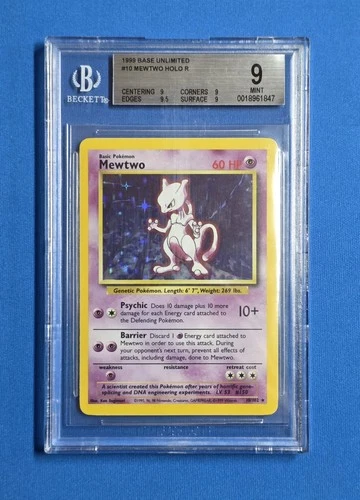 1999 BASE UNLIMITED
#10 MEWTWO HOLO R
CENTERING 9 CORNERS 9
EDGES 9.5 SURFACE 9
9
MINT
0018961847
BECKETT
Basic Pokémon
Mewtwo
60 HP
Genetic Pokémon. Length: 6' 7", Weight: 269 lbs.
Psychic Does 10 damage plus 10 more
damage for each Energy card attached to
the Defending Pokémon.
10+
Barrier Discard 1 Energy card attached to
Mewtwo in order to use this attack. During
your opponent's next turn, prevent all effects of
attacks, including damage, done to Mewtwo.
weakness resistance retreat cost
A scientist created this Pokémon after years of horrific gene-
splicing and DNA engineering experiments. LV. 53 #150